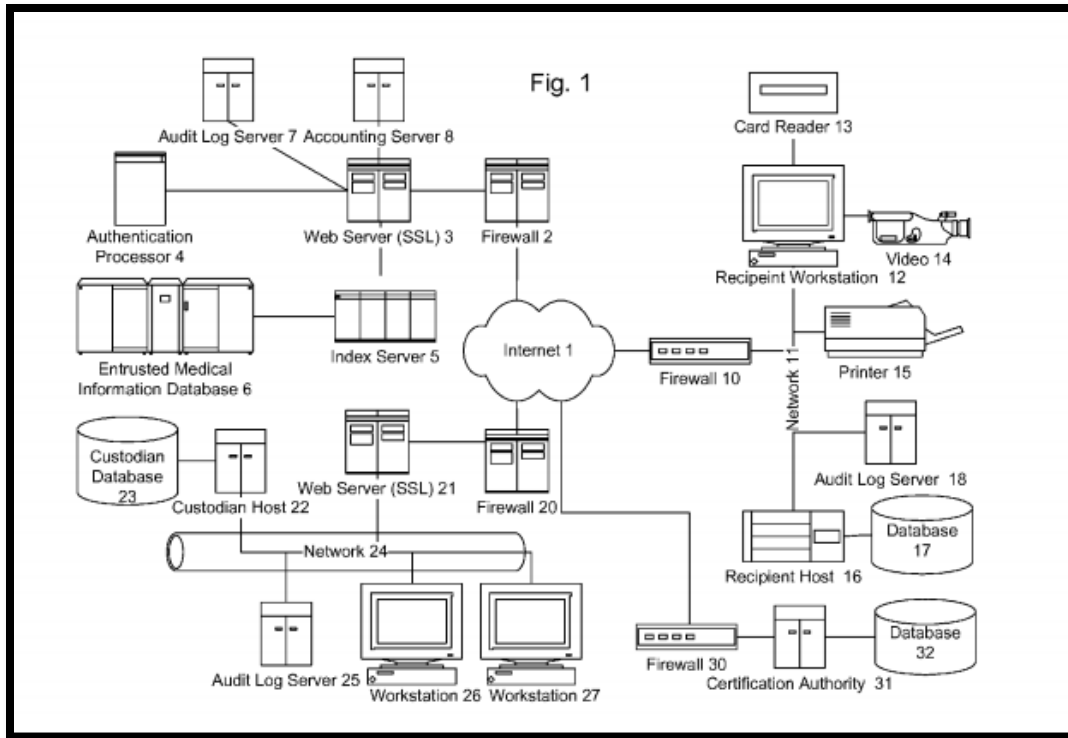 Fig. 1
Audit Log Server 7
Accounting Server 8
Card Reader 13
Authentication
Processor 4
Web Server (SSL) 3
Firewall 2
Video 14
Recipeint Workstation
12
Entrusted Medical
Information Database 6
Index Server 5
Internet 1
Firewall 10
Network 11
Printer 15
Custodian
Database
23
Custodian Host 22
Web Server (SSL) 21
Firewall 20
Audit Log Server 18
Network 24
Recipient Host 16
Database
17
Audit Log Server 25
Workstation 26
Workstation 27
Firewall 30
Certification Authority 31
Database
32